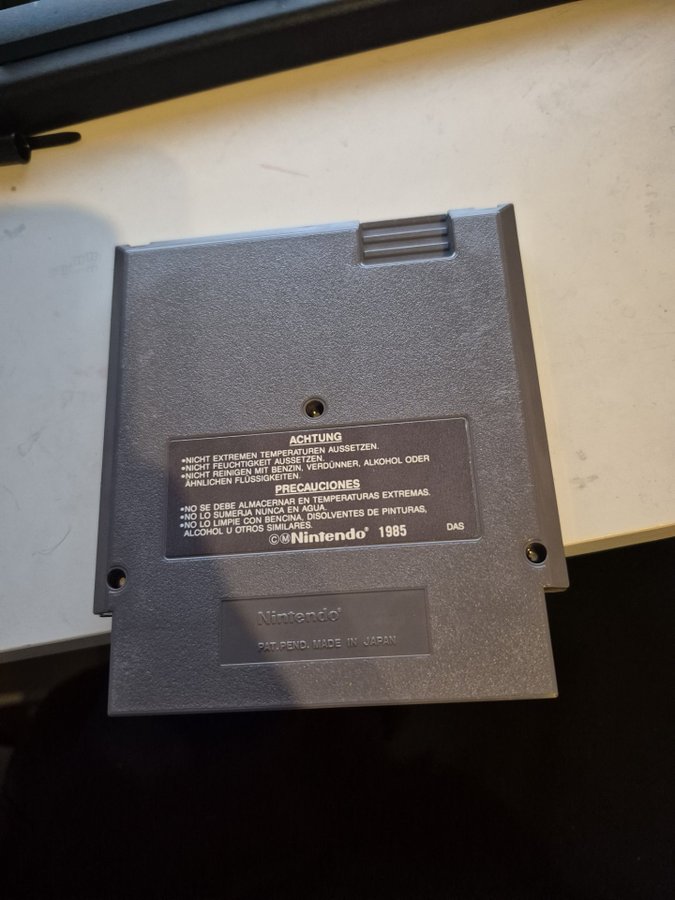 ACHTUNG
•NICHT EXTREMEN TEMPERATUREN AUSSETZEN.
•NICHT FEUCHTIGKEIT AUSSETZEN.
•NICHT REINIGEN MIT BENZIN, VERDÜNNER, ALKOHOL ODER
ÄHNLICHEN FLÜSSIGKEITEN.
PRECAUCIONES
•NO SE DEBE ALMACERNAR EN TEMPERATURAS EXTREMAS.
•NO LO SUMERJA NUNCA EN AGUA.
•NO LO LIMPIE CON BENCINA, DISOLVENTES DE PINTURAS,
ALCOHOL U OTROS SIMILARES.
ⒸⓂNintendo® 1985 DAS
Nintendo®
PAT. PEND. MADE IN JAPAN